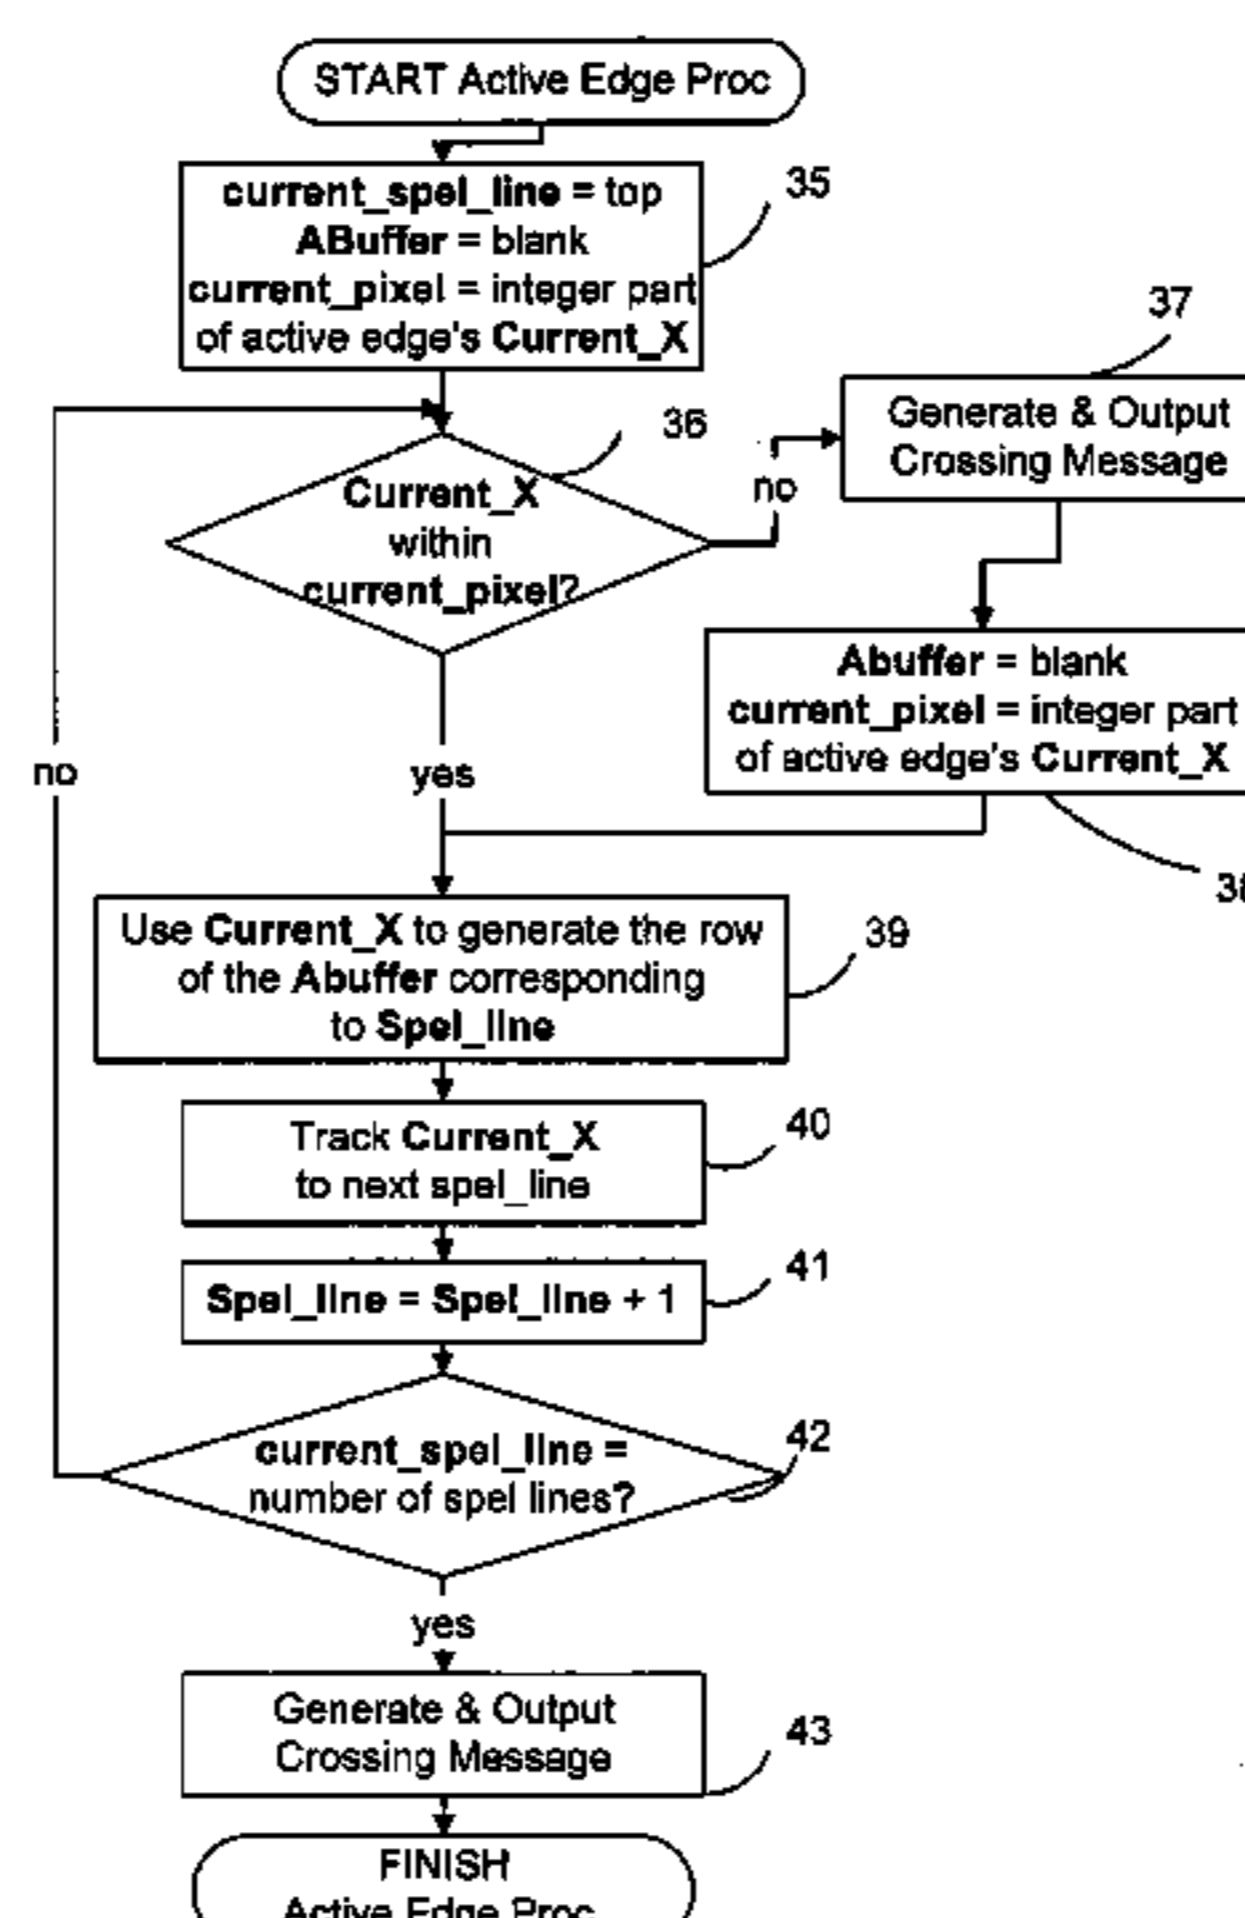 START Active Edge Proc
current_spel_line = top
ABuffer = blank
current_pixel = integer part
of active edge's Current_X
35
37
Generate & Output
Crossing Message
36
Current_X
within
current_pixel?
no
Abuffer = blank
current_pixel = integer part
of active edge's Current_X
no
yes
Use Current_X to generate the row
of the Abuffer corresponding
to Spel_line
39
Track Current_X
to next spel_line
40
Spel_line = Spel_line + 1
41
current_spel_line =
number of spel lines?
42
yes
Generate & Output
Crossing Message
43
FINISH
Active Edge Proc